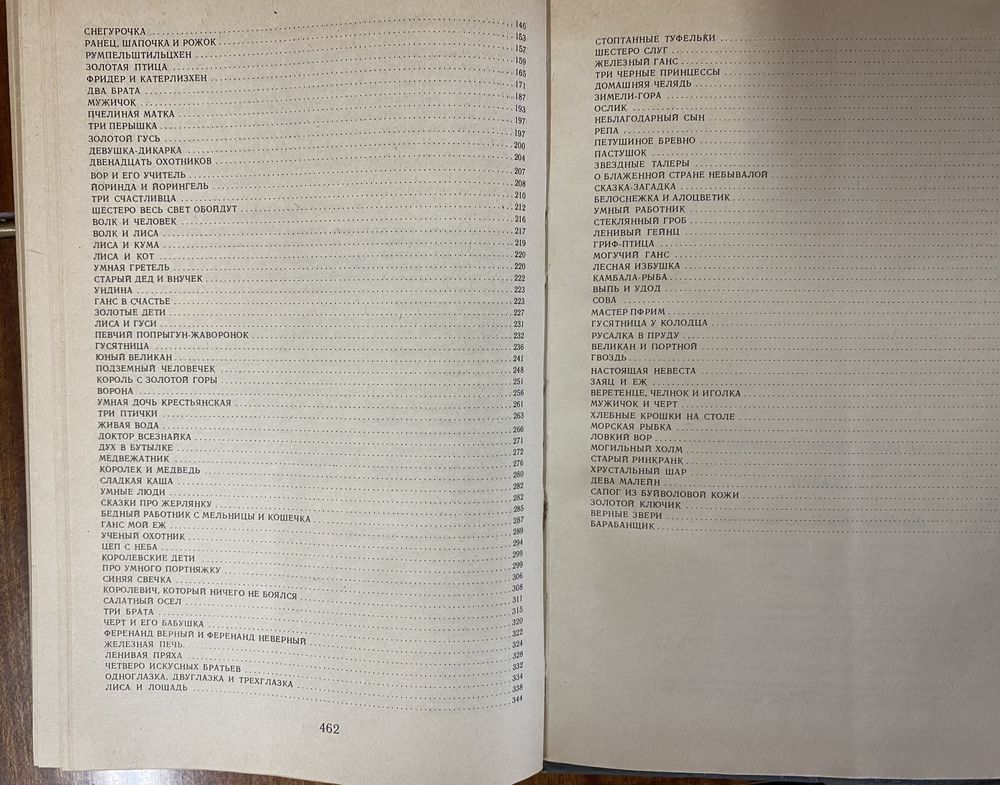 СНЕГУРОЧКА 146
РАНЕЦ, ШАПОЧКА И РОЖОК 153
РУМПЕЛЬШТИЛЬЦХЕН 157
ЗОЛОТАЯ ПТИЦА 159
ФРИДЕР И КАТЕРЛИЗХЕН 165
ДВА БРАТА 171
МУЖИЧОК 187
ПЧЕЛИНАЯ МАТКА 193
ТРИ ПЕРЫШКА 197
ЗОЛОТОЙ ГУСЬ 197
ДЕВУШКА-ДИКАРКА 200
ДВЕНАДЦАТЬ ОХОТНИКОВ 204
ВОР И ЕГО УЧИТЕЛЬ 207
ЙОРИНДА И ЙОРИНГЕЛЬ 208
ТРИ СЧАСТЛИВЦА 210
ШЕСТЕРО ВЕСЬ СВЕТ ОБОЙДУТ 212
ВОЛК И ЧЕЛОВЕК 216
ВОЛК И ЛИСА 217
ЛИСА И КУМА 219
ЛИСА И КОТ 220
УМНАЯ ГРЕТЕЛЬ 220
СТАРЫЙ ДЕД И ВНУЧЕК 222
УНДИНА 223
ГАНС В СЧАСТЬЕ 223
ЗОЛОТЫЕ ДЕТИ 227
ЛИСА И ГУСИ 231
ПЕВЧИЙ ПОПРЫГУН-ЖАВОРОНОК 232
ГУСЯТНИЦА 236
ЮНЫЙ ВЕЛИКАН 241
ПОДЗЕМНЫЙ ЧЕЛОВЕЧЕК 248
КОРОЛЬ С ЗОЛОТОЙ ГОРЫ 251
ВОРОНА 256
УМНАЯ ДОЧЬ КРЕСТЬЯНСКАЯ 261
ТРИ ПТИЧКИ 263
ЖИВАЯ ВОДА 266
ДОКТОР ВСЕЗНАЙКА 271
ДУХ В БУТЫЛКЕ 272
МЕДВЕЖАТНИК 276
КОРОЛЕК И МЕДВЕДЬ 280
СЛАДКАЯ КАША 282
УМНЫЕ ЛЮДИ 282
СКАЗКИ ПРО ЖЕРЛЯНКУ 285
БЕДНЫЙ РАБОТНИК С МЕЛЬНИЦЫ И КОШЕЧКА 287
ГАНС МОЙ ЕЖ 289
УЧЕНЫЙ ОХОТНИК 294
ЦЕП С НЕБА 299
КОРОЛЕВСКИЕ ДЕТИ 299
ПРО УМНОГО ПОРТНЯЖКУ 306
СИНЯЯ СВЕЧКА 308
КОРОЛЕВИЧ, КОТОРЫЙ НИЧЕГО НЕ БОЯЛСЯ 311
САЛАТНЫЙ ОСЕЛ 315
ТРИ БРАТА 320
ЧЕРТ И ЕГО БАБУШКА 322
ФЕРЕНАНД ВЕРНЫЙ И ФЕРЕНАНД НЕВЕРНЫЙ 324
ЖЕЛЕЗНАЯ ПЕЧЬ 328
ЛЕНИВАЯ ПРЯХА 332
ЧЕТВЕРО ИСКУСНЫХ БРАТЬЕВ 334
ОДНОГЛАЗКА, ДВУГЛАЗКА И ТРЕХГЛАЗКА 338
ЛИСА И ЛОШАДЬ 344
462
СТОПТАННЫЕ ТУФЕЛЬКИ
ШЕСТЕРО СЛУГ
ЖЕЛЕЗНЫЙ ГАНС
ТРИ ЧЕРНЫЕ ПРИНЦЕССЫ
ДОМАШНЯЯ ЧЕЛЯДЬ
ЗИМЕЛИ-ГОРА
ОСЛИК
НЕБЛАГОДАРНЫЙ СЫН
РЕПА
ПЕТУШИНОЕ БРЕВНО
ПАСТУШОК
ЗВЕЗДНЫЕ ТАЛЕРЫ
О БЛАЖЕННОЙ СТРАНЕ НЕБЫВАЛОЙ
СКАЗКА-ЗАГАДКА
БЕЛОСНЕЖКА И АЛОЦВЕТИК
УМНЫЙ РАБОТНИК
СТЕКЛЯННЫЙ ГРОБ
ЛЕНИВЫЙ ГЕЙНЦ
ГРИФ-ПТИЦА
МОГУЧИЙ ГАНС
ЛЕСНАЯ ИЗБУШКА
КАМБАЛА-РЫБА
ВЫПЬ И УДОД
СОВА
МАСТЕР ПФРИМ
ГУСЯТНИЦА У КОЛОДЦА
РУСАЛКА В ПРУДУ
ВЕЛИКАН И ПОРТНОЙ
ГВОЗДЬ
НАСТОЯЩАЯ НЕВЕСТА
ЗАЯЦ И ЕЖ
ВЕРЕТЕНЦЕ, ЧЕЛНОК И ИГОЛКА
МУЖИЧОК И ЧЕРТ
ХЛЕБНЫЕ КРОШКИ НА СТОЛЕ
МОРСКАЯ РЫБКА
ЛОВКИЙ ВОР
МОГИЛЬНЫЙ ХОЛМ
СТАРЫЙ РИНКРАНК
ХРУСТАЛЬНЫЙ ШАР
ДЕВА МАЛЕЙН
САПОГ ИЗ БУЙВОЛОВОЙ КОЖИ
ЗОЛОТОЙ КЛЮЧИК
ВЕРНЫЕ ЗВЕРИ
БАРАБАНЩИК